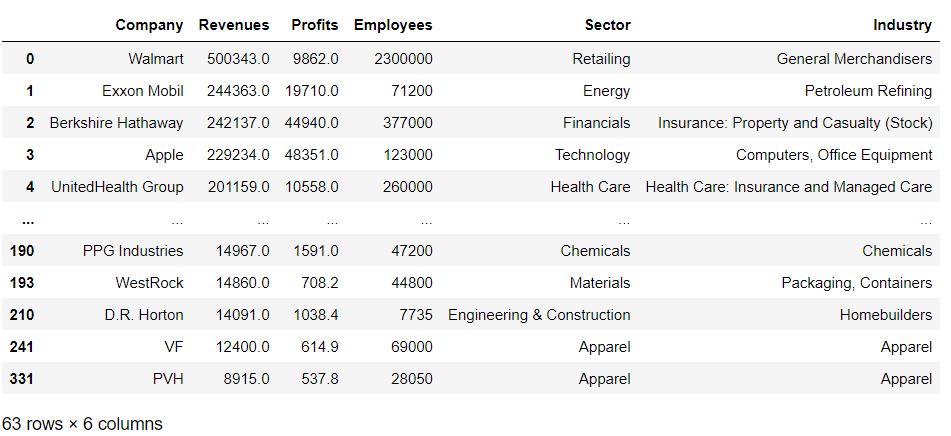 Company Revenues Profits Employees Sector Industry
0 Walmart 500343.0 9862.0 2300000 Retailing General Merchandisers
1 Exxon Mobil 244363.0 19710.0 71200 Energy Petroleum Refining
2 Berkshire Hathaway 242137.0 44940.0 377000 Financials Insurance: Property and Casualty (Stock)
3 Apple 229234.0 48351.0 123000 Technology Computers, Office Equipment
4 UnitedHealth Group 201159.0 10558.0 260000 Health Care Health Care: Insurance and Managed Care
... ... ... ... ... ... ...
190 PPG Industries 14967.0 1591.0 47200 Chemicals Chemicals
193 WestRock 14860.0 708.2 44800 Materials Packaging, Containers
210 D.R. Horton 14091.0 1038.4 7735 Engineering & Construction Homebuilders
241 VF 12400.0 614.9 69000 Apparel Apparel
331 PVH 8915.0 537.8 28050 Apparel Apparel
63 rows × 6 columns